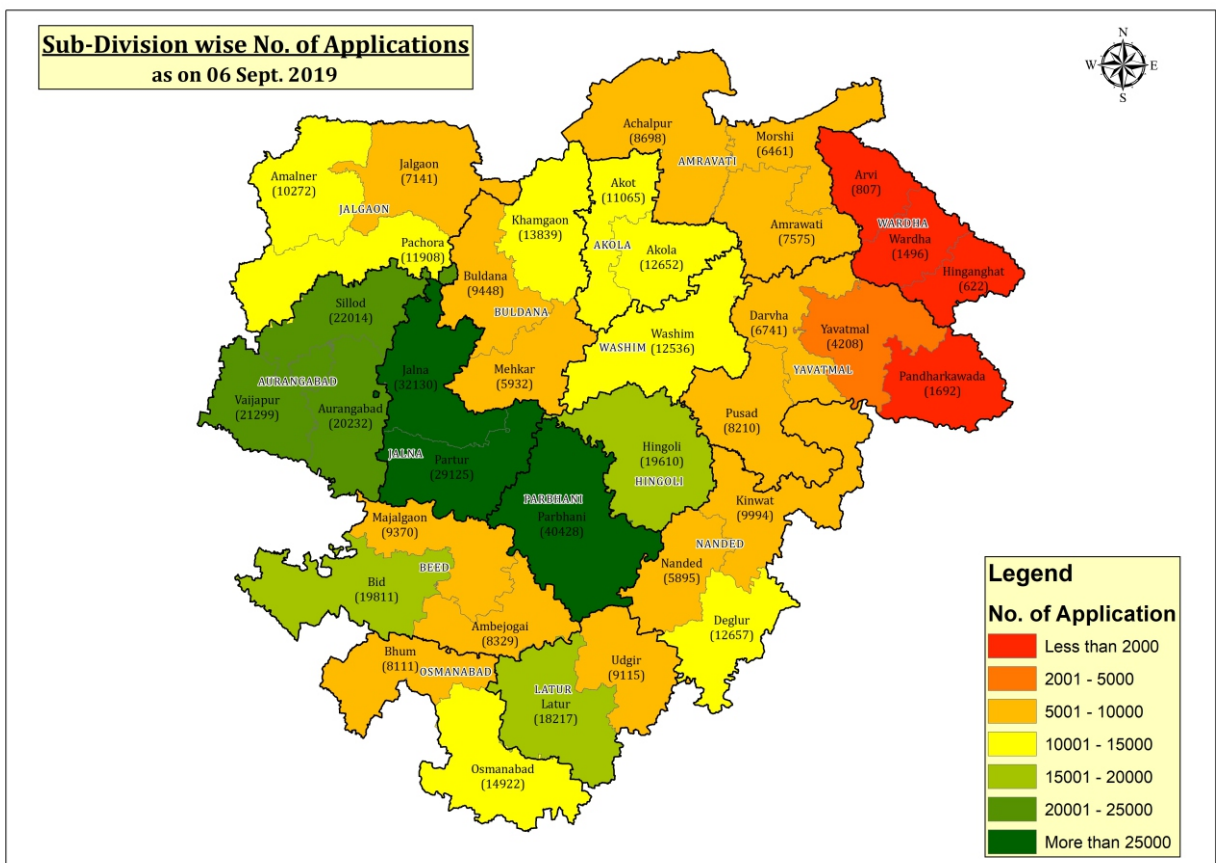 Sub-Division wise No. of Applications
as on 06 Sept. 2019
N
W E
S
Achalpur
(8698)
Morshi
(6461)
AMRAVATI
Amalner
(10272)
Jalgaon
(7141)
JALGAON
Akot
(11065)
Arvi
(807)
Khamgaon
(13839)
AKOLA
Akola
(12652)
Amrawati
(7575)
WARDHA
Wardha
(1496)
Pachora
(11908)
Buldana
(9448)
Hinganghat
(622)
Sillod
(22014)
BULDANA
Washim
(12536)
WASHIM
Darvha
(6741)
Yavatmal
(4208)
YAVATMAL
Jalna
(32130)
Mehkar
(5932)
Pandharkawada
(1692)
AURANGABAD
Vaijapur
(21299)
Aurangabad
(20232)
Pusad
(8210)
JALNA
Partur
(29125)
Hingoli
(19610)
HINGOLI
PARBHANI
Parbhani
(40428)
Kinwat
(9994)
Majalgaon
(9370)
NANDED
Nanded
(5895)
BEED
Bid
(19811)
Ambejogai
(8329)
Deglur
(12657)
Bhum
(8111)
OSMANABAD
Udgir
(9115)
LATUR
Latur
(18217)
Osmanabad
(14922)
Legend
No. of Application
Less than 2000
2001 - 5000
5001 - 10000
10001 - 15000
15001 - 20000
20001 - 25000
More than 25000